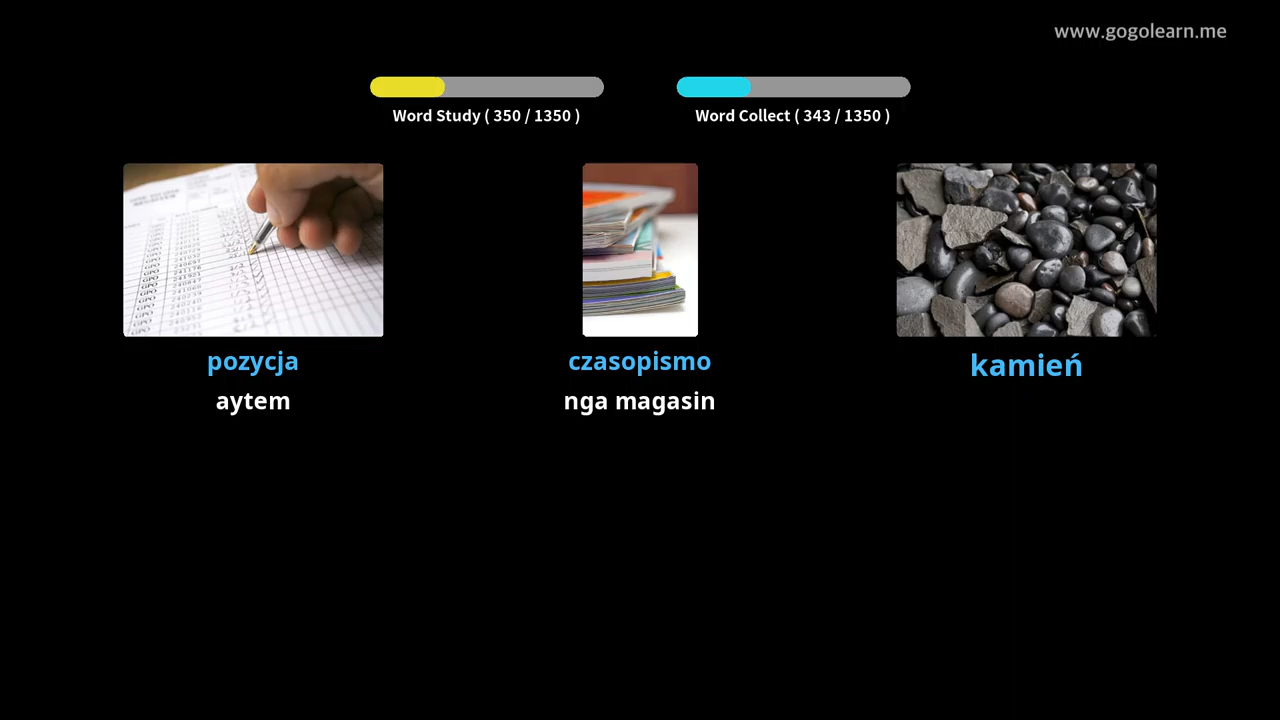 www.gogolearn.me
Word Study ( 350 / 1350 )
Word Collect ( 343 / 1350 )
pozycja
aytem
czasopismo
nga magasin
kamień